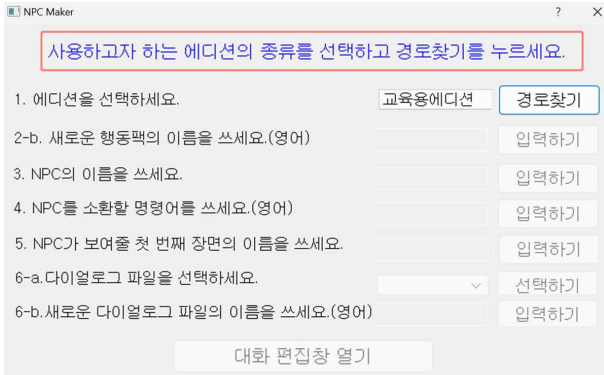 NPC Maker
사용하고자 하는 에디션의 종류를 선택하고 경로찾기를 누르세요.
1. 에디션을 선택하세요. 교육용에디션 경로찾기
2-b. 새로운 행동팩의 이름을 쓰세요.(영어) 입력하기
3. NPC의 이름을 쓰세요. 입력하기
4. NPC를 소환할 명령어를 쓰세요.(영어) 입력하기
5. NPC가 보여줄 첫 번째 장면의 이름을 쓰세요. 입력하기
6-a.다이얼로그 파일을 선택하세요. 선택하기
6-b.새로운 다이얼로그 파일의 이름을 쓰세요.(영어) 입력하기
대화 편집창 열기